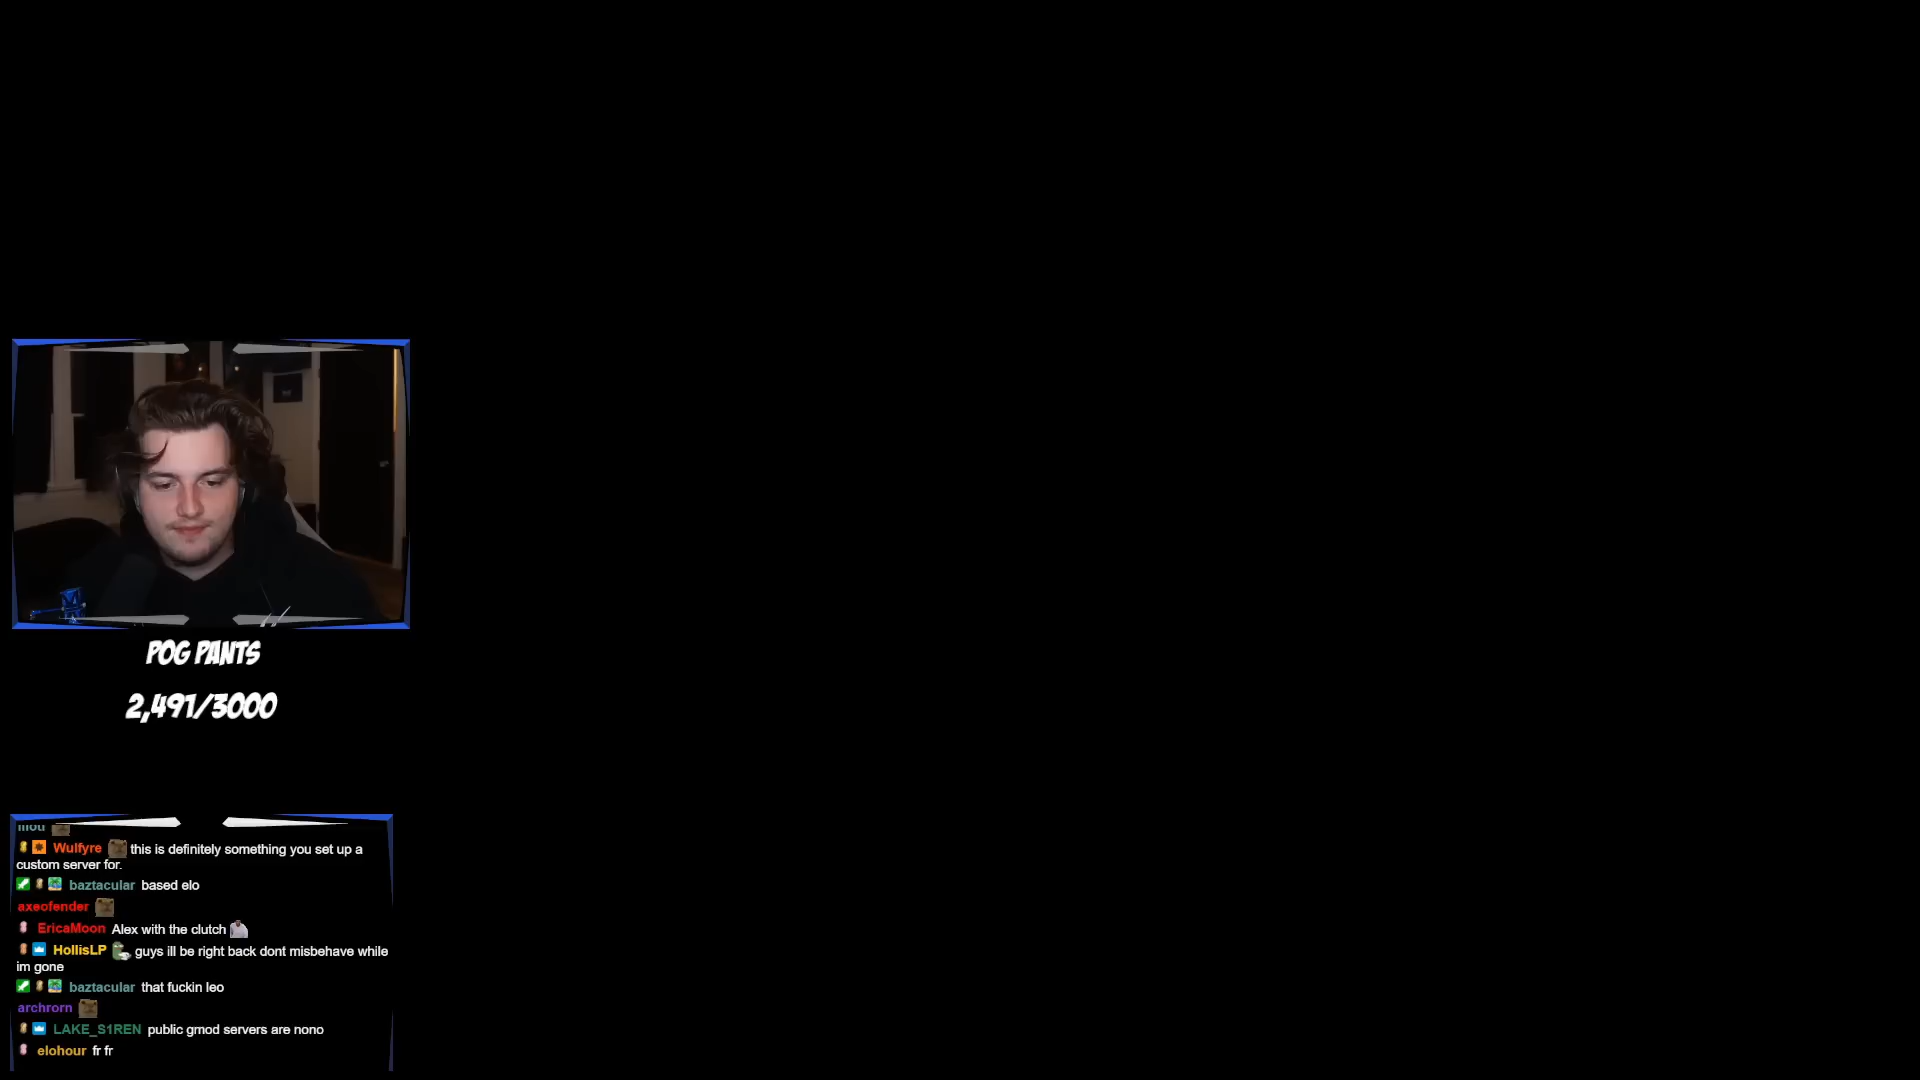 POG PANTS
2,491/3000
Wulfyre this is definitely something you set up a
custom server for.
baztacular based elo
axeofender
EricaMoon Alex with the clutch
HollisLP guys ill be right back dont misbehave while
im gone
baztacular that fuckin leo
archrorn
LAKE_S1REN public gmod servers are nono
elohour fr fr